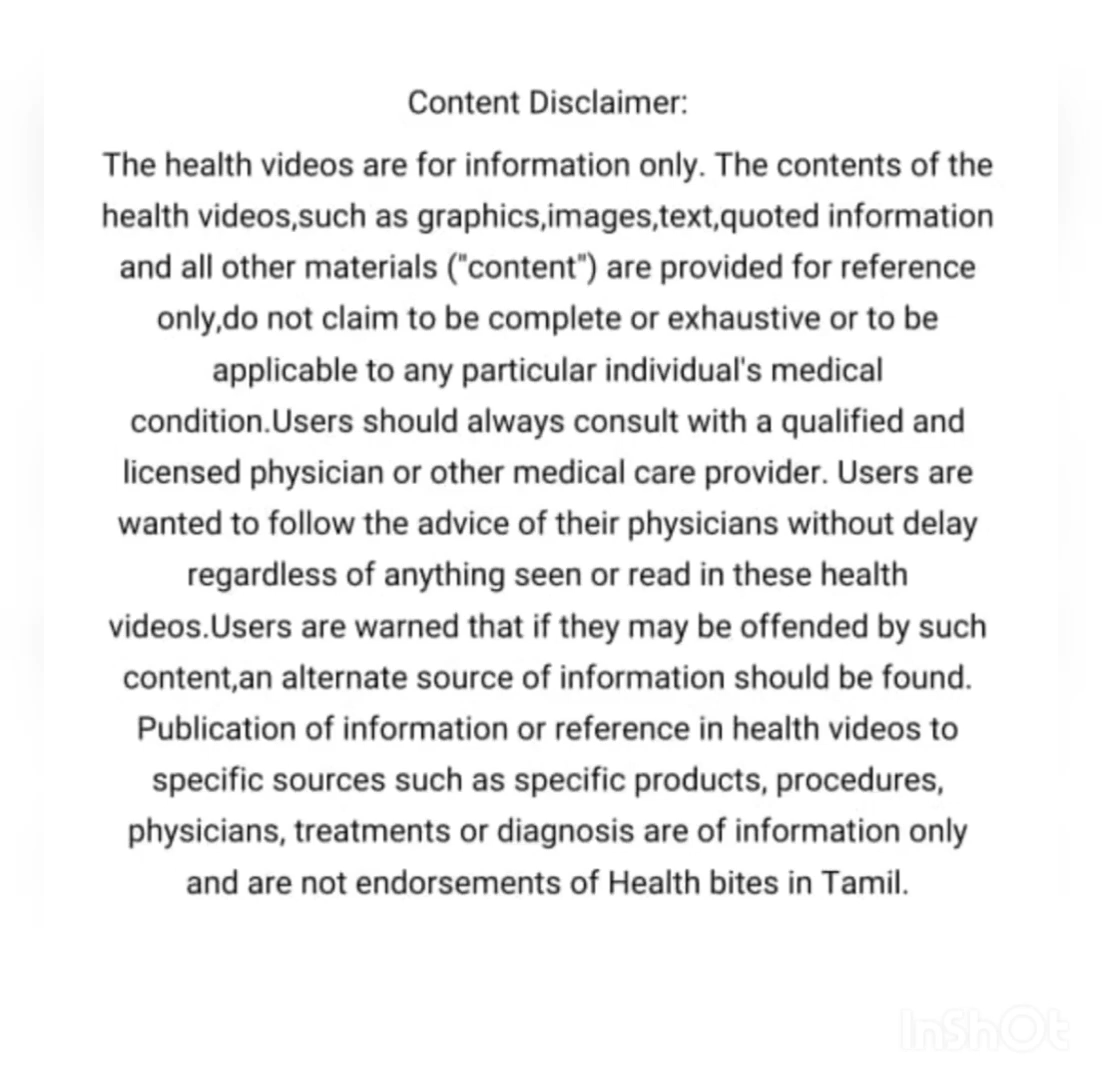 Content Disclaimer:
The health videos are for information only. The contents of the
health videos,such as graphics,images,text,quoted information
and all other materials ("content") are provided for reference
only,do not claim to be complete or exhaustive or to be
applicable to any particular individual's medical
condition.Users should always consult with a qualified and
licensed physician or other medical care provider. Users are
wanted to follow the advice of their physicians without delay
regardless of anything seen or read in these health
videos.Users are warned that if they may be offended by such
content,an alternate source of information should be found.
Publication of information or reference in health videos to
specific sources such as specific products, procedures,
physicians, treatments or diagnosis are of information only
and are not endorsements of Health bites in Tamil.
InShOt